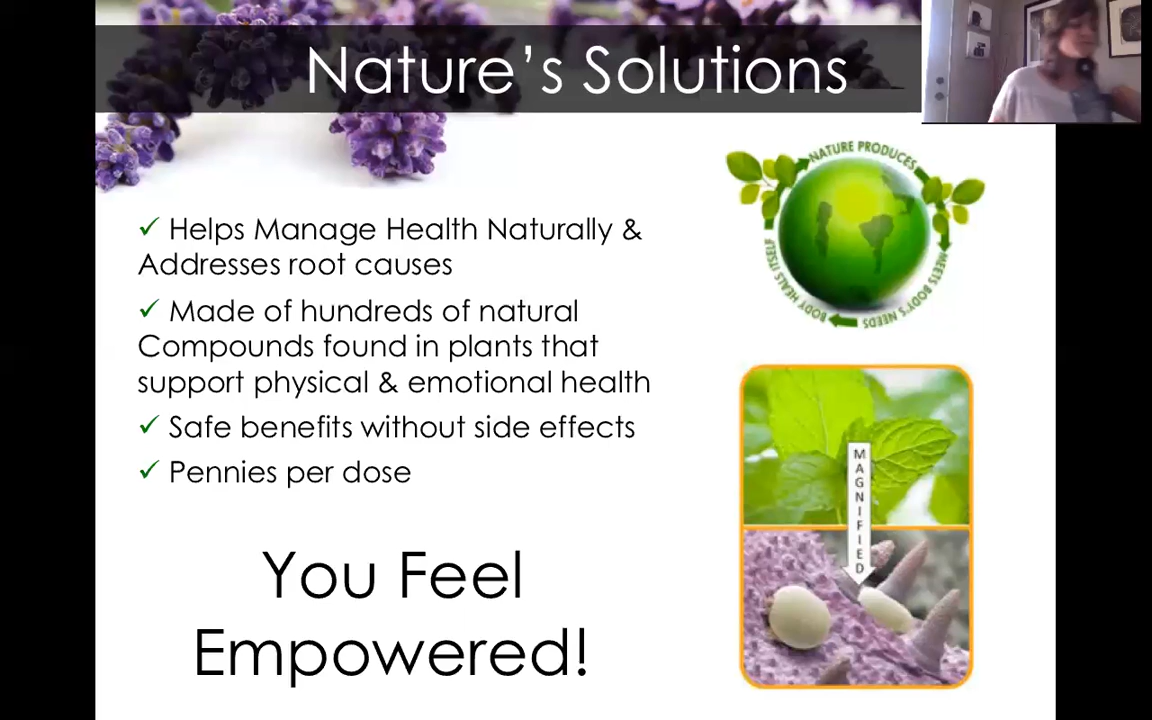 Nature's Solutions
✓ Helps Manage Health Naturally &
Addresses root causes
✓ Made of hundreds of natural
Compounds found in plants that
support physical & emotional health
✓ Safe benefits without side effects
✓ Pennies per dose
You Feel
Empowered!
NATURE PRODUCES
MEETS BODY'S NEEDS
BODY HEALS ITSELF
MAGNIFIED